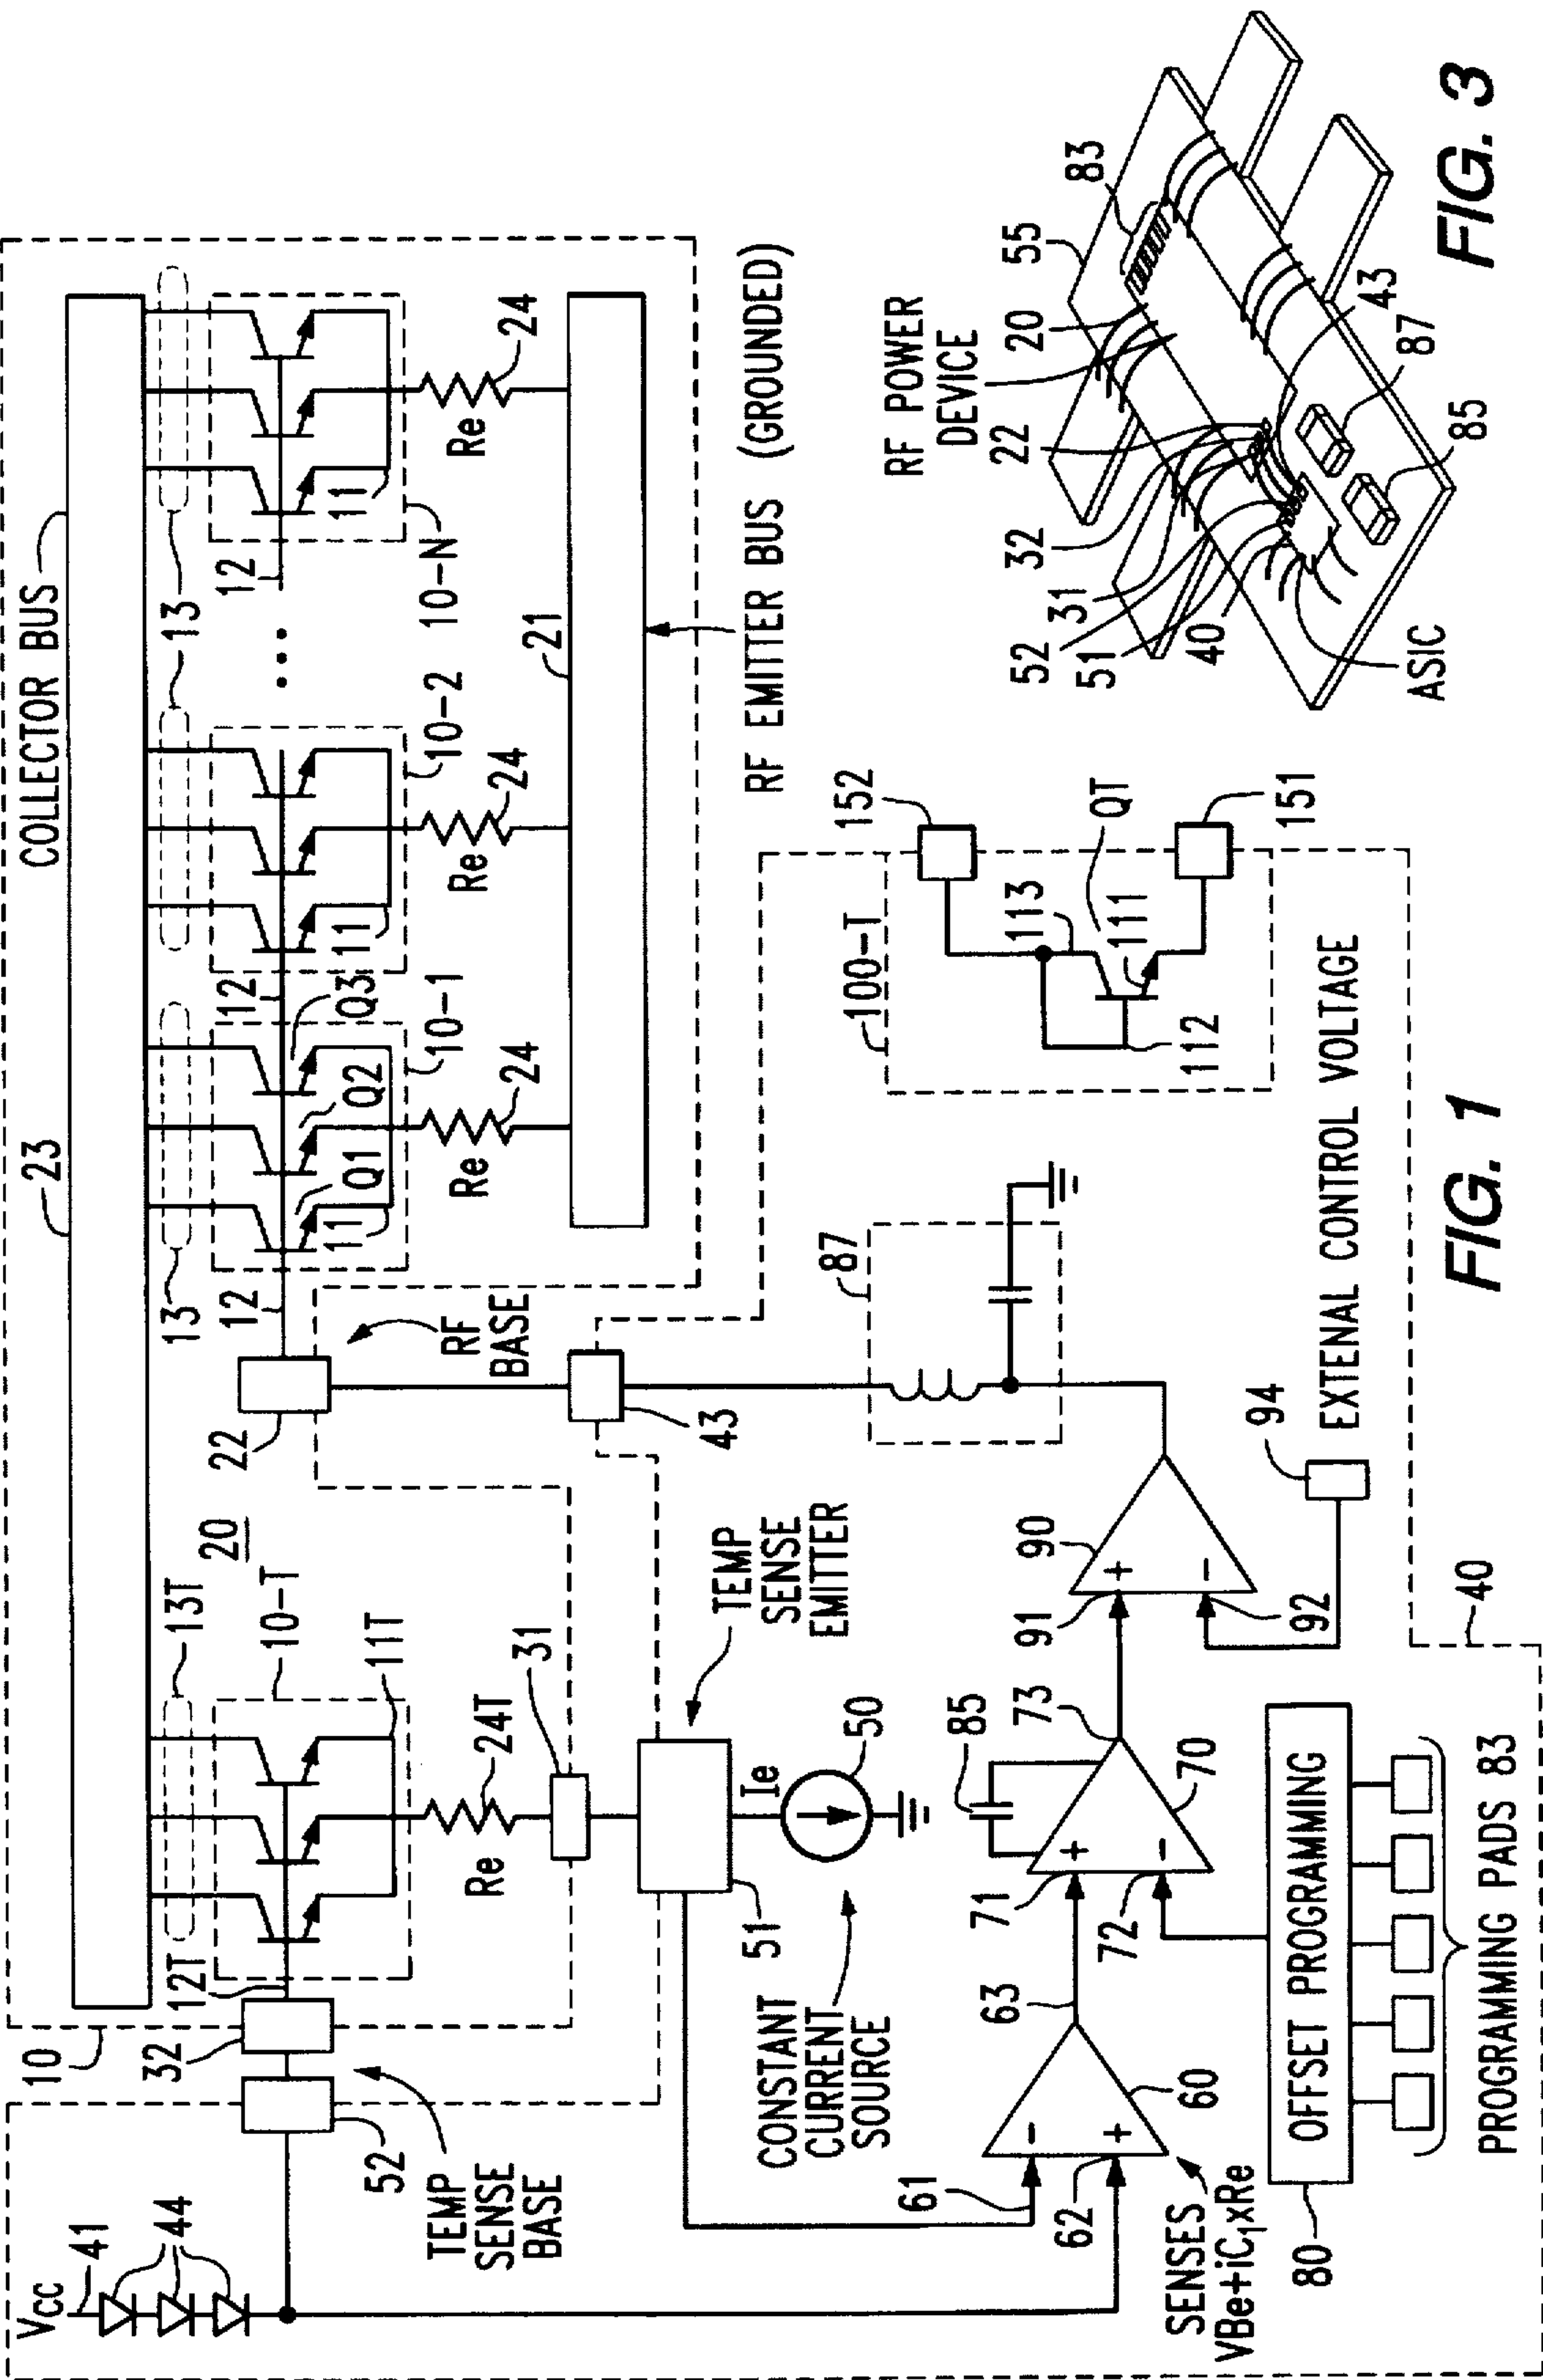 COLLECTOR BUS
23
13
13
13
13T
10
20
10-T
12T
32
11T
24T
Re
31
12
Q1
Q2
Q3
11
10-1
12
11
10-2
12
11
10-N
...
Re
24
Re
24
Re
24
21
RF EMITTER BUS (GROUNDED)
22
RF
BASE
43
Vcc
41
44
52
TEMP
SENSE
BASE
TEMP
SENSE
EMITTER
51
Ie
50
CONSTANT
CURRENT
SOURCE
61
-
62
+
60
63
SENSES
VBe+iC1xRe
71
+
72
-
70
73
85
80
OFFSET PROGRAMMING
PROGRAMMING PADS 83
91
+
92
-
90
94
EXTENAL CONTROL VOLTAGE
40
87
100-T
113
111
112
QT
152
151
FIG. 1
RF POWER
DEVICE
20
55
83
22
32
31
52
51
40
ASIC
43
87
85
FIG. 3